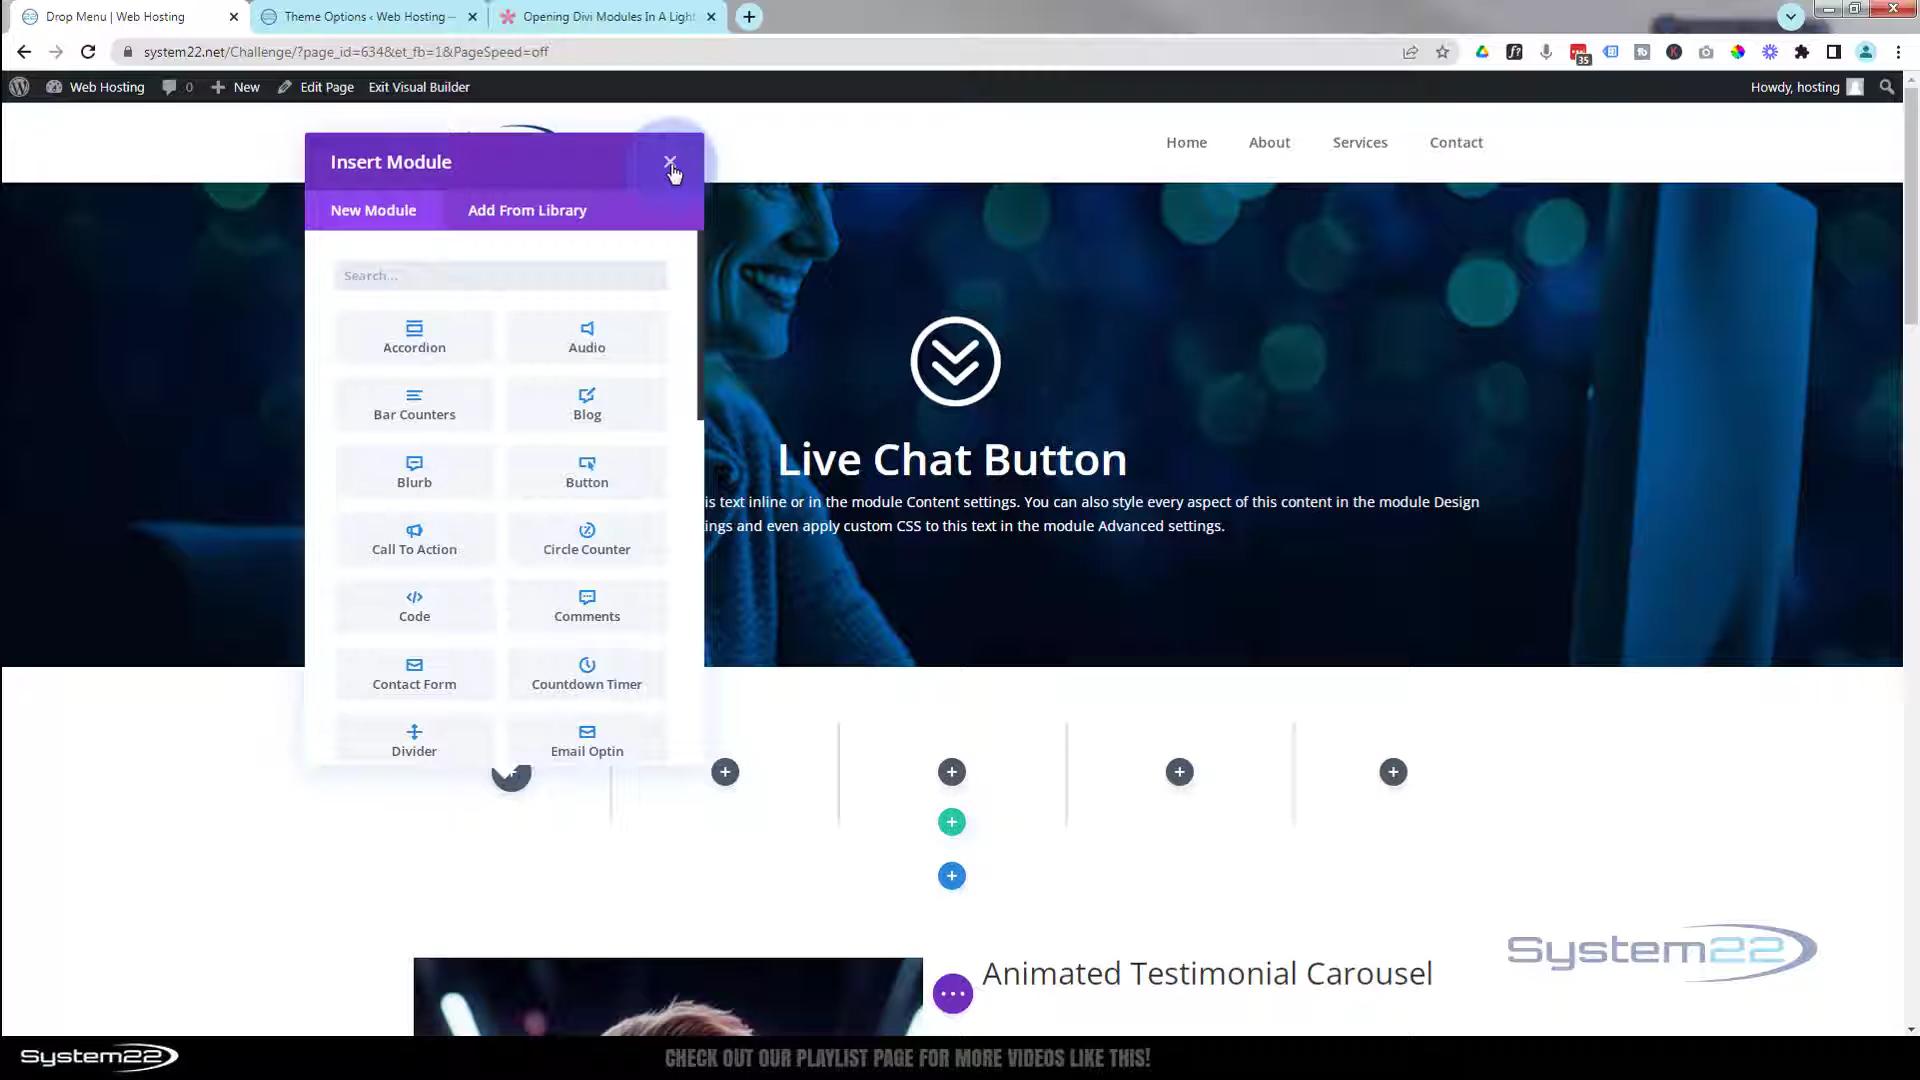 Drop Menu | Web Hosting
Theme Options ‹ Web Hosting —
Opening Divi Modules In A Light
system22.net/Challenge/?page_id=634&et_fb=1&PageSpeed=off
35
Web Hosting
0
New
Edit Page
Exit Visual Builder
Howdy, hosting
Home
About
Services
Contact
Insert Module
New Module
Add From Library
Search...
Accordion
Audio
Bar Counters
Blog
Blurb
Button
Call To Action
Circle Counter
Code
Comments
Contact Form
Countdown Timer
Divider
Email Optin
Live Chat Button
is text inline or in the module Content settings. You can also style every aspect of this content in the module Design
ngs and even apply custom CSS to this text in the module Advanced settings.
Animated Testimonial Carousel
System22
System22
CHECK OUT OUR PLAYLIST PAGE FOR MORE VIDEOS LIKE THIS!